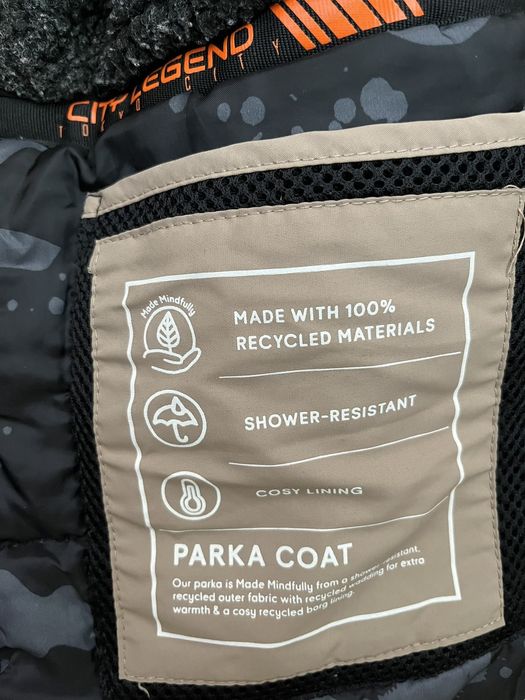 CITY LEGEND
TOKYO CITY
Made Mindfully
MADE WITH 100%
RECYCLED MATERIALS
SHOWER-RESISTANT
COSY LINING
PARKA COAT
Our parka is Made Mindfully from a shower-resistant,
recycled outer fabric with recycled wadding for extra
warmth & a cosy recycled borg lining.